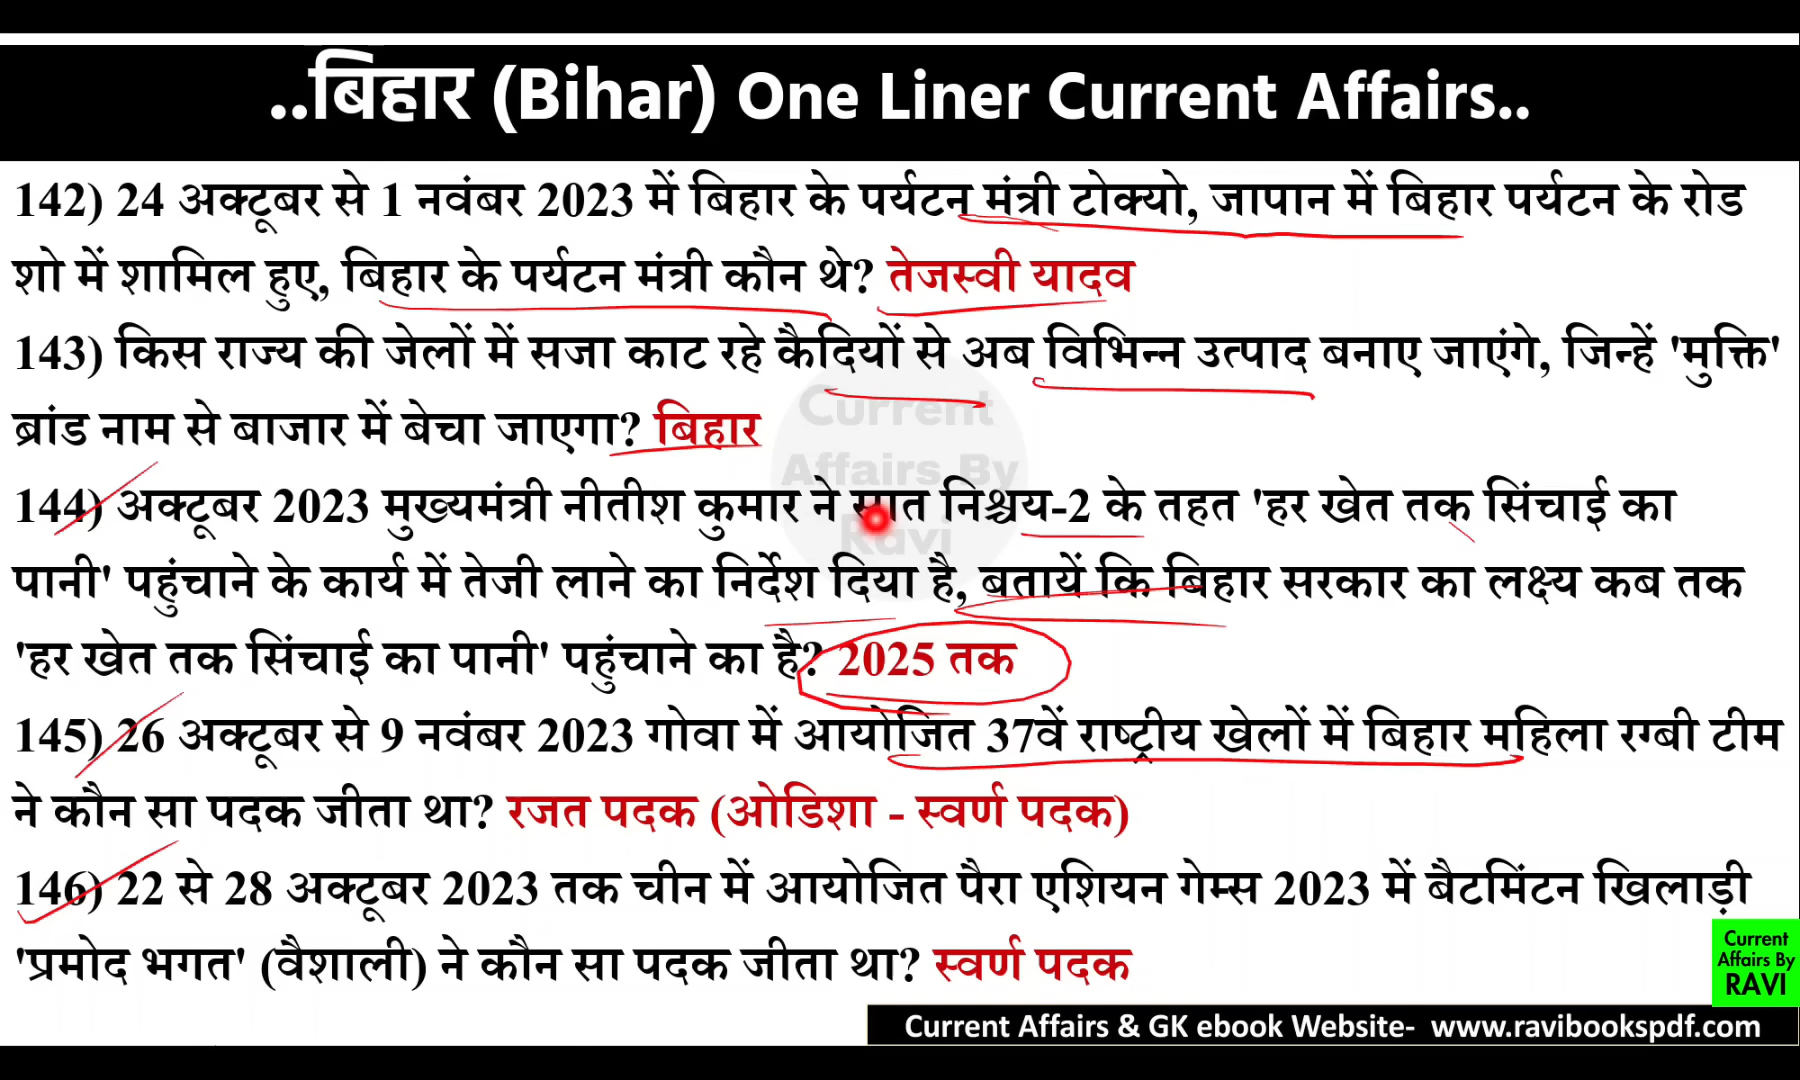 ..बिहार (Bihar) One Liner Current Affairs..
142) 24 अक्टूबर से 1 नवंबर 2023 में बिहार के पर्यटन मंत्री टोक्यो, जापान में बिहार पर्यटन के रोड
शो में शामिल हुए, बिहार के पर्यटन मंत्री कौन थे? तेजस्वी यादव
143) किस राज्य की जेलों में सजा काट रहे कैदियों से अब विभिन्न उत्पाद बनाए जाएंगे, जिन्हें 'मुक्ति'
ब्रांड नाम से बाजार में बेचा जाएगा? बिहार
144) अक्टूबर 2023 मुख्यमंत्री नीतीश कुमार ने सात निश्चय-2 के तहत 'हर खेत तक सिंचाई का
पानी' पहुंचाने के कार्य में तेजी लाने का निर्देश दिया है, बतायें कि बिहार सरकार का लक्ष्य कब तक
'हर खेत तक सिंचाई का पानी' पहुंचाने का है? 2025 तक
145) 26 अक्टूबर से 9 नवंबर 2023 गोवा में आयोजित 37वें राष्ट्रीय खेलों में बिहार महिला रग्बी टीम
ने कौन सा पदक जीता था? रजत पदक (ओडिशा - स्वर्ण पदक)
146) 22 से 28 अक्टूबर 2023 तक चीन में आयोजित पैरा एशियन गेम्स 2023 में बैटमिंटन खिलाड़ी
'प्रमोद भगत' (वैशाली) ने कौन सा पदक जीता था? स्वर्ण पदक
Current
Affairs By
Ravi
Current
Affairs By
RAVI
Current Affairs & GK ebook Website- www.ravibookspdf.com